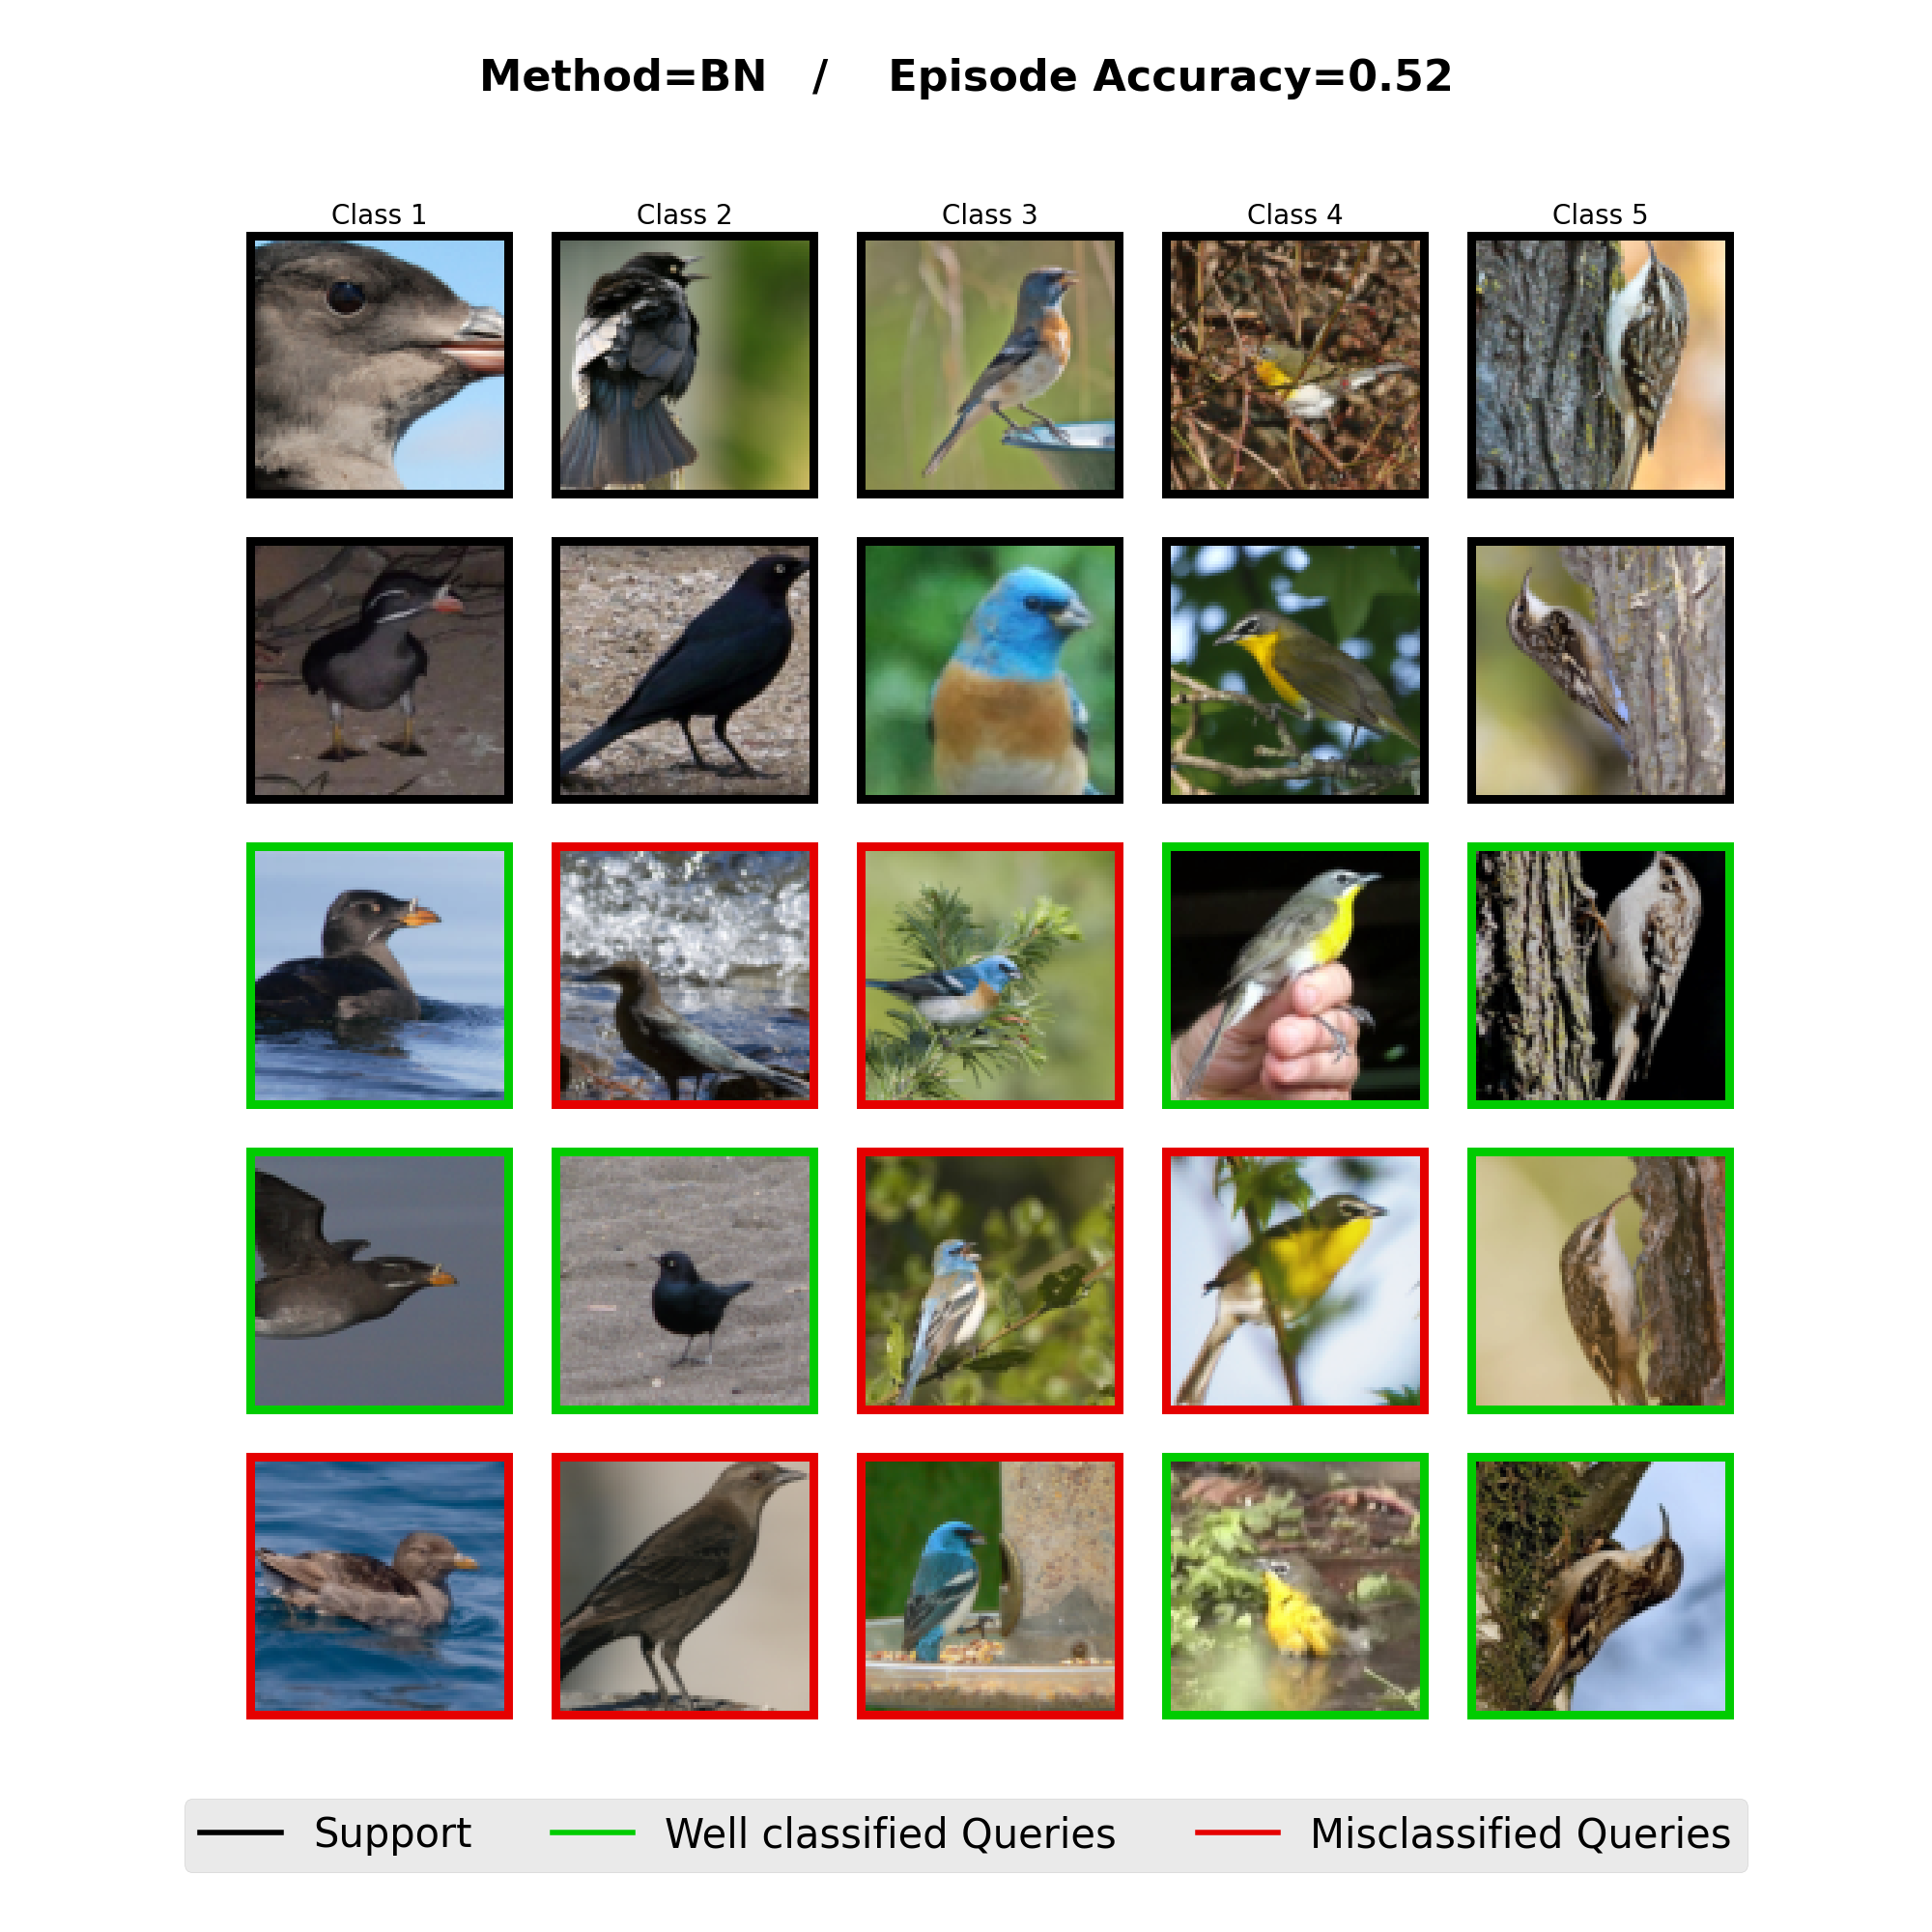 Method=BN / Episode Accuracy=0.52
Class 1 Class 2 Class 3 Class 4 Class 5
Support Well classified Queries Misclassified Queries